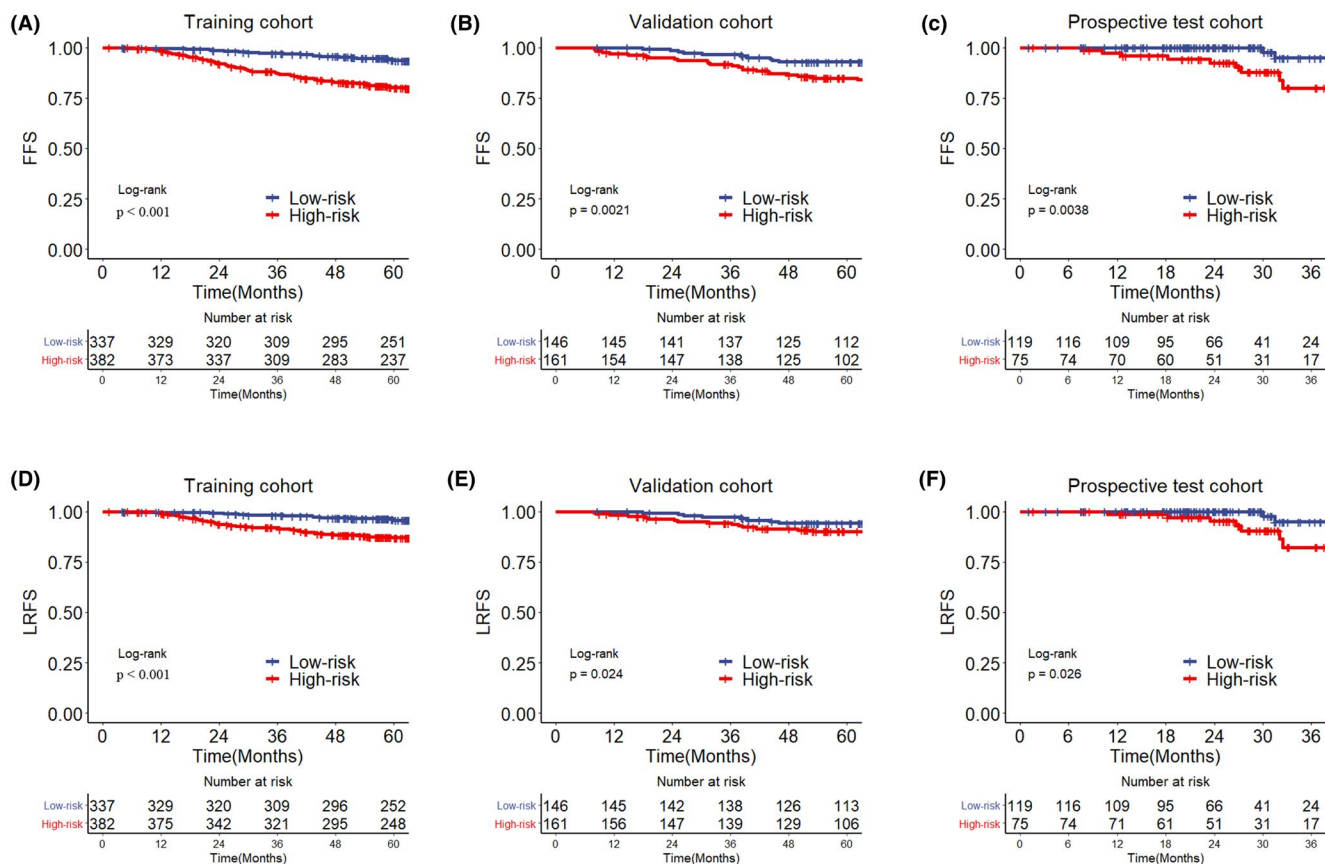 (A)
Training cohort
1.00
0.75
0.50
0.25
0.00
FFS
Log-rank
p < 0.001
Low-risk
High-risk
0 12 24 36 48 60
Time(Months)
Number at risk
Low-risk 337 329 320 309 295 251
High-risk 382 373 337 309 283 237
0 12 24 36 48 60
Time(Months)
(B)
Validation cohort
1.00
0.75
0.50
0.25
0.00
FFS
Log-rank
p = 0.0021
Low-risk
High-risk
0 12 24 36 48 60
Time(Months)
Number at risk
Low-risk 146 145 141 137 125 112
High-risk 161 154 147 138 125 102
0 12 24 36 48 60
Time(Months)
(c)
Prospective test cohort
1.00
0.75
0.50
0.25
0.00
FFS
Log-rank
p = 0.0038
Low-risk
High-risk
0 6 12 18 24 30 36
Time(Months)
Number at risk
Low-risk 119 116 109 95 66 41 24
High-risk 75 74 70 60 51 31 17
0 6 12 18 24 30 36
Time(Months)
(D)
Training cohort
1.00
0.75
0.50
0.25
0.00
LRFS
Log-rank
p < 0.001
Low-risk
High-risk
0 12 24 36 48 60
Time(Months)
Number at risk
Low-risk 337 329 320 309 296 252
High-risk 382 375 342 321 295 248
0 12 24 36 48 60
Time(Months)
(E)
Validation cohort
1.00
0.75
0.50
0.25
0.00
LRFS
Log-rank
p = 0.024
Low-risk
High-risk
0 12 24 36 48 60
Time(Months)
Number at risk
Low-risk 146 145 142 138 126 113
High-risk 161 156 147 139 129 106
0 12 24 36 48 60
Time(Months)
(F)
Prospective test cohort
1.00
0.75
0.50
0.25
0.00
LRFS
Log-rank
p = 0.026
Low-risk
High-risk
0 6 12 18 24 30 36
Time(Months)
Number at risk
Low-risk 119 116 109 95 66 41 24
High-risk 75 74 71 61 51 31 17
0 6 12 18 24 30 36
Time(Months)